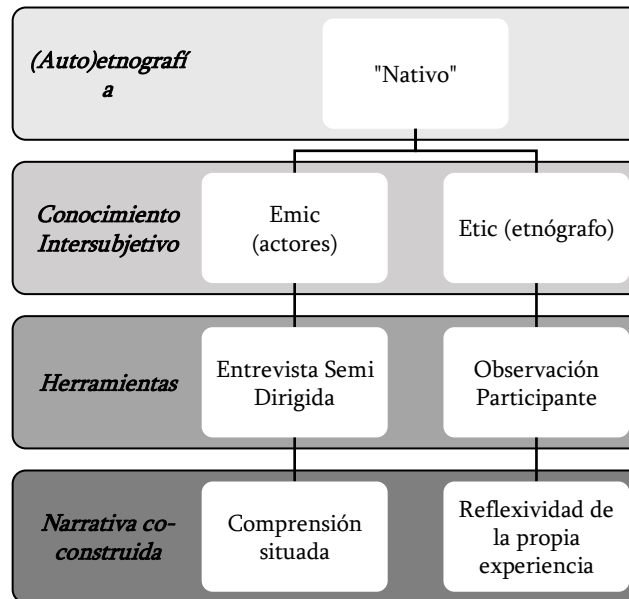 (Auto)etnografí
a
"Nativo"
Conocimiento
Intersubjetivo
Emic
(actores)
Etic (etnógrafo)
Herramientas
Entrevista Semi
Dirigida
Observación
Participante
Narrativa co-
construida
Comprensión
situada
Reflexividad de
la propia
experiencia